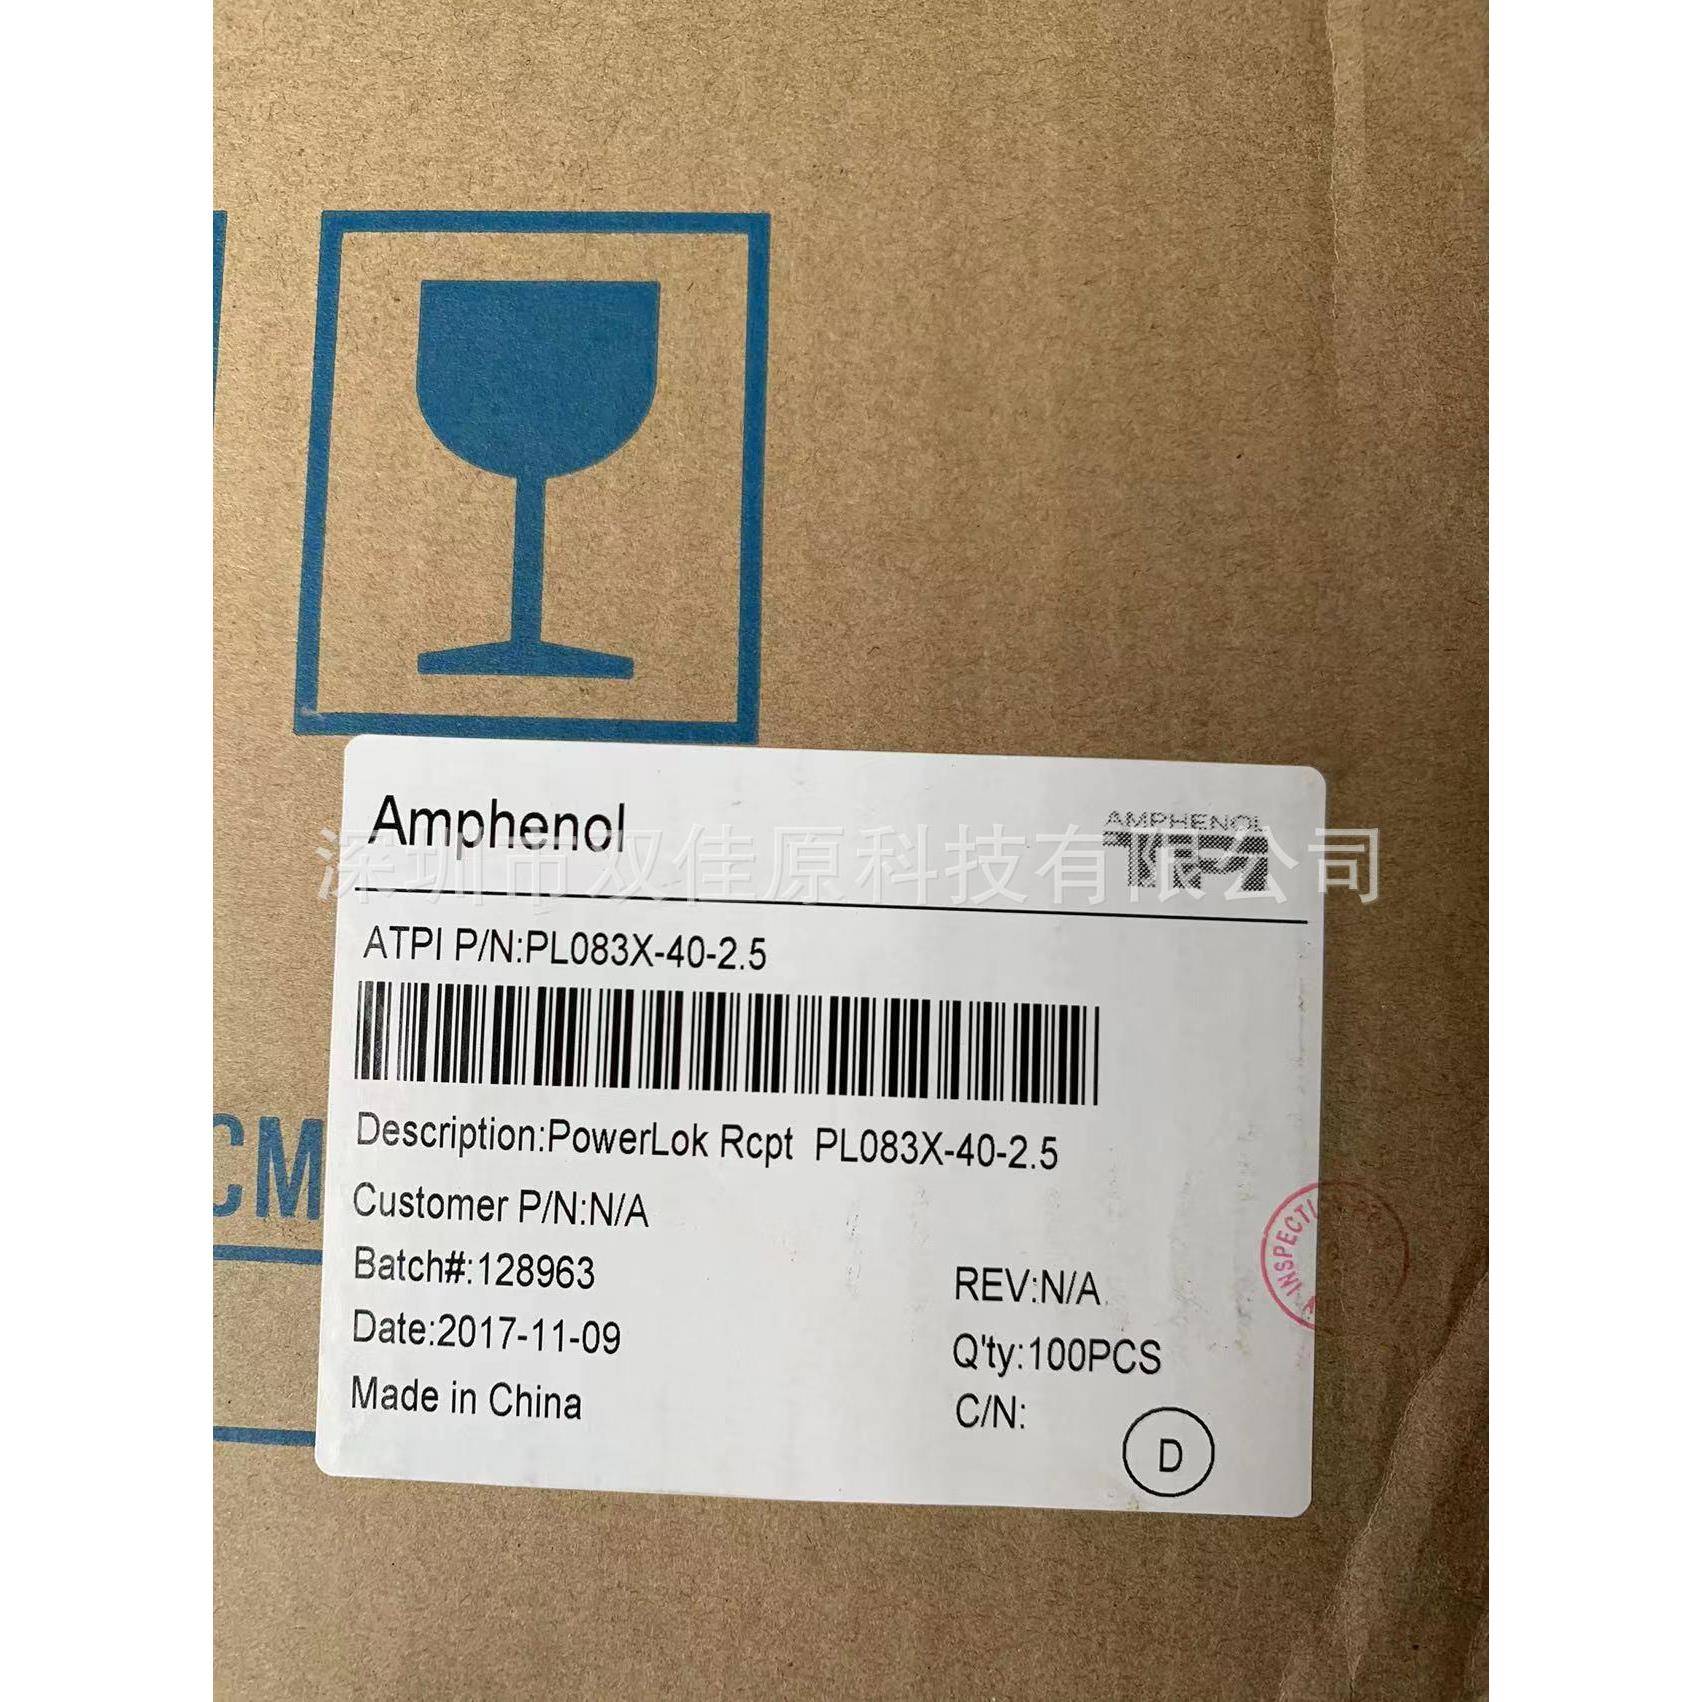 Amphenol
AMPHENOL
TPI
深圳市双佳原科技有限公司
ATPI P/N:PL083X-40-2.5
Description:PowerLok Rcpt PL083X-40-2.5
Customer P/N:N/A
Batch#:128963
REV:N/A
Date:2017-11-09
Q'ty:100PCS
Made in China
C/N:
D
CM